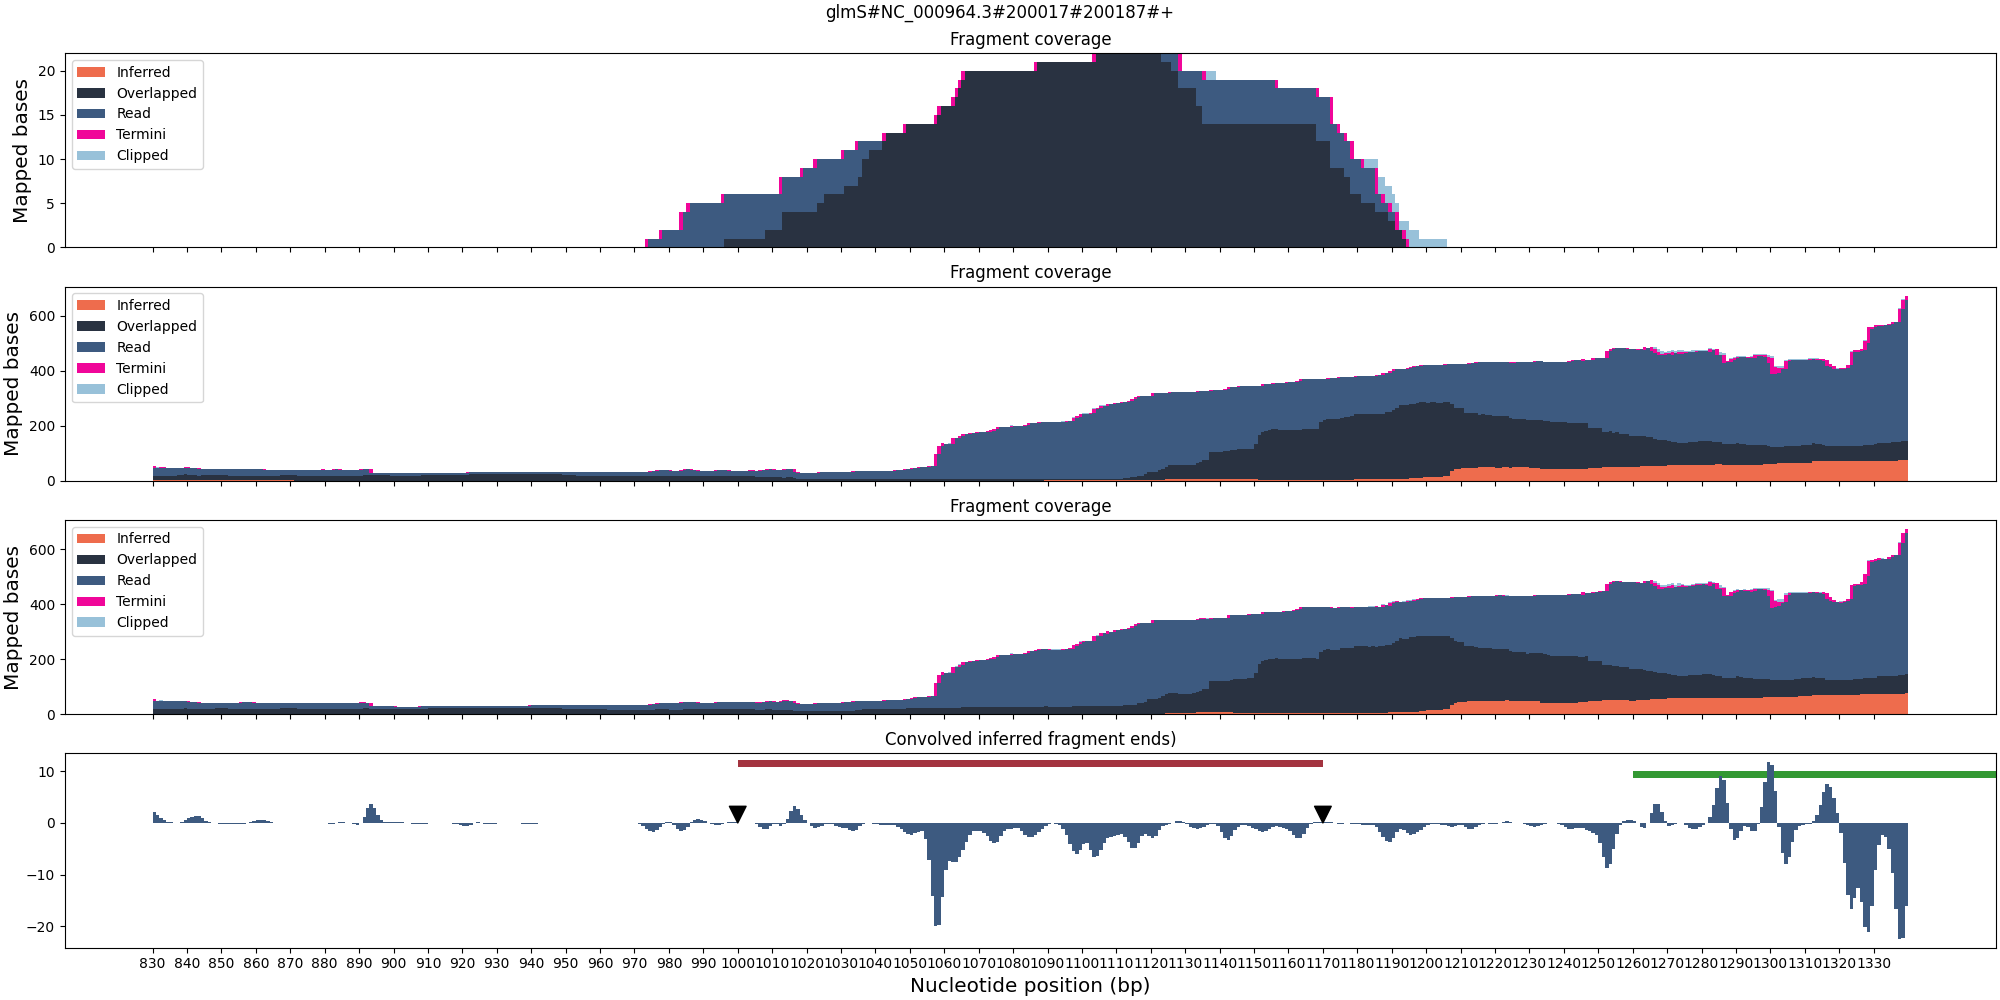 glmS#NC_000964.3#200017#200187#+
Fragment coverage
Mapped bases
20
15
10
5
0
Inferred
Overlapped
Read
Termini
Clipped
Fragment coverage
Mapped bases
600
400
200
0
Inferred
Overlapped
Read
Termini
Clipped
Fragment coverage
Mapped bases
600
400
200
0
Inferred
Overlapped
Read
Termini
Clipped
Convolved inferred fragment ends)
10
0
−10
−20
830 840 850 860 870 880 890 900 910 920 930 940 950 960 970 980 990 1000 1010 1020 1030 1040 1050 1060 1070 1080 1090 1100 1110 1120 1130 1140 1150 1160 1170 1180 1190 1200 1210 1220 1230 1240 1250 1260 1270 1280 1290 1300 1310 1320 1330
Nucleotide position (bp)